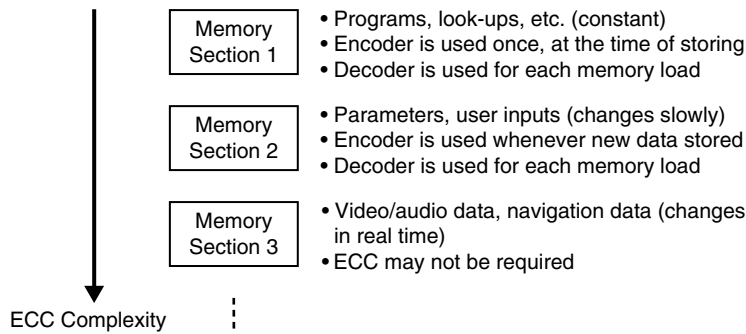 Memory
Section 1
• Programs, look-ups, etc. (constant)
• Encoder is used once, at the time of storing
• Decoder is used for each memory load
Memory
Section 2
• Parameters, user inputs (changes slowly)
• Encoder is used whenever new data stored
• Decoder is used for each memory load
Memory
Section 3
• Video/audio data, navigation data (changes
in real time)
• ECC may not be required
ECC Complexity